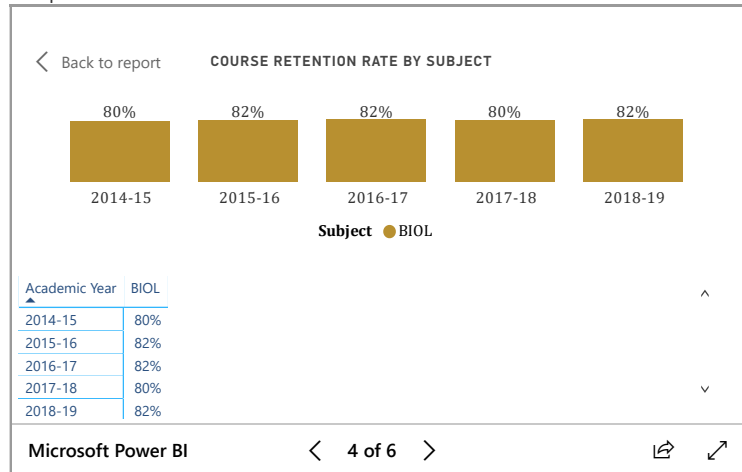 Back to report COURSE RETENTION RATE BY SUBJECT
80% 82% 82% 80% 82%
2014-15 2015-16 2016-17 2017-18 2018-19
Subject BIOL
Academic Year BIOL
2014-15 80%
2015-16 82%
2016-17 82%
2017-18 80%
2018-19 82%
Microsoft Power BI 4 of 6